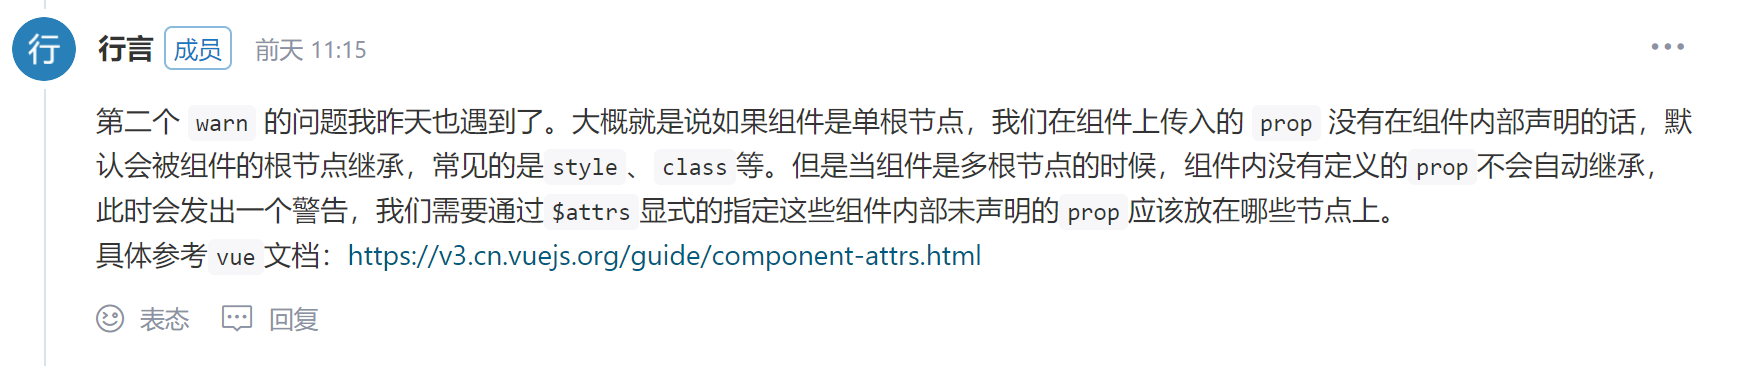 行
行言 成员 前天 11:15
第二个 warn 的问题我昨天也遇到了。大概就是说如果组件是单根节点，我们在组件上传入的 prop 没有在组件内部声明的话，默
认会被组件的根节点继承，常见的是 style 、 class 等。但是当组件是多根节点的时候，组件内没有定义的 prop 不会自动继承，
此时会发出一个警告，我们需要通过 $attrs 显式的指定这些组件内部未声明的 prop 应该放在哪些节点上。
具体参考 vue 文档：https://v3.cn.vuejs.org/guide/component-attrs.html
表态 回复